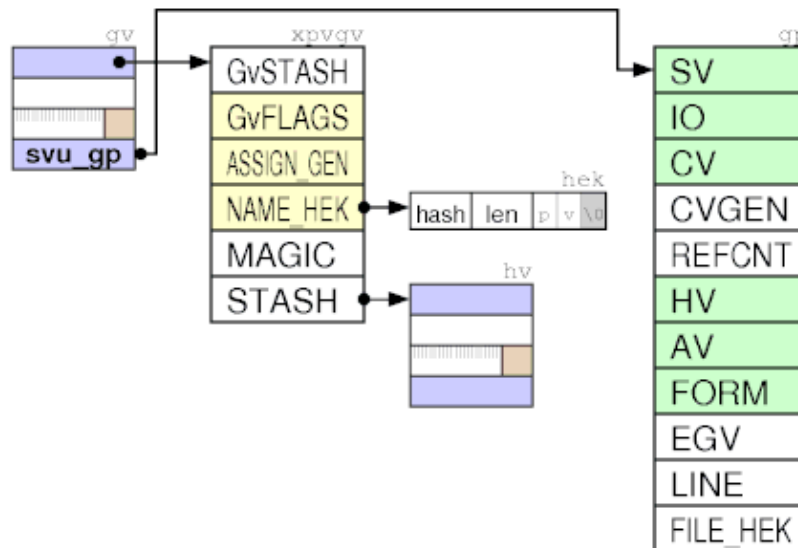 gv
svu_gp
xpvgv
GvSTASH
GvFLAGS
ASSIGN_GEN
NAME_HEK
MAGIC
STASH
hek
hash len p v \0
hv
gp
SV
IO
CV
CVGEN
REFCNT
HV
AV
FORM
EGV
LINE
FILE_HEK